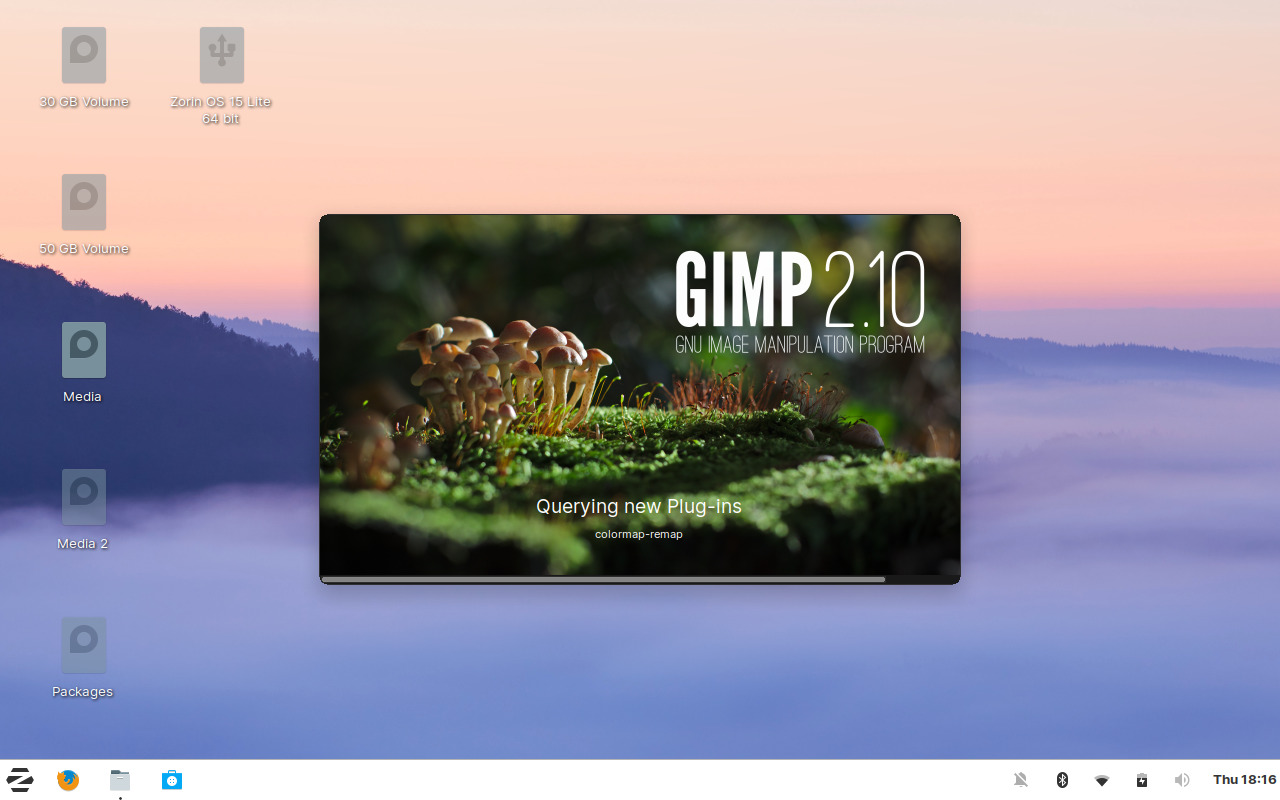 30 GB Volume
Zorin OS 15 Lite
64 bit
50 GB Volume
Media
Media 2
Packages
GIMP 2.10
GNU IMAGE MANIPULATION PROGRAM
Querying new Plug-ins
colormap-remap
Thu 18:16